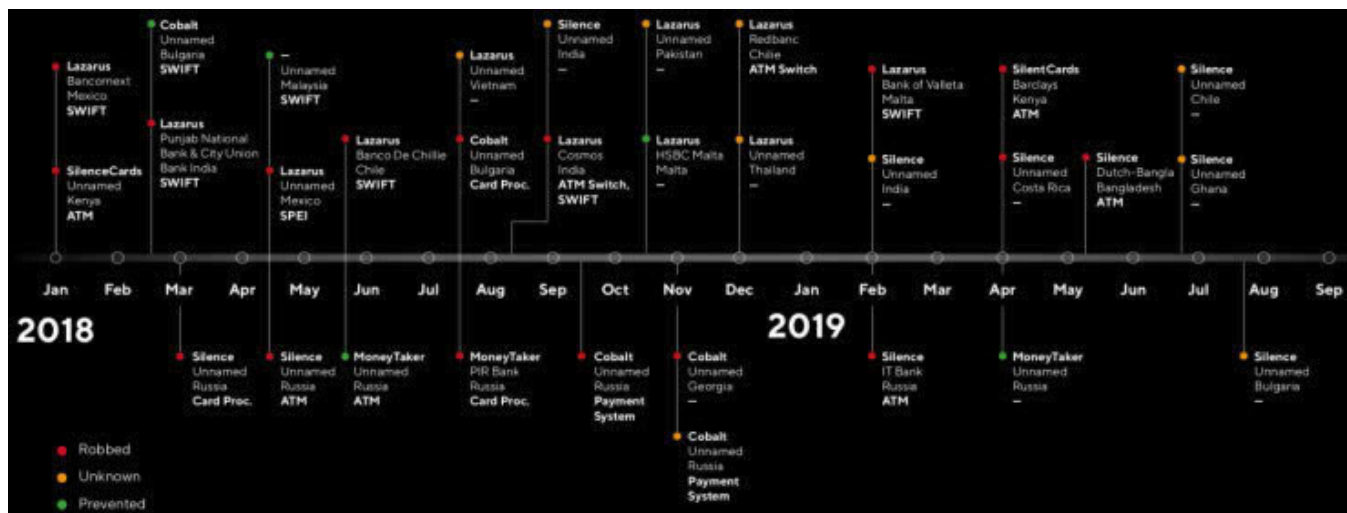 Lazarus
Bancomext
Mexico
SWIFT
SilenceCards
Unnamed
Kenya
ATM
Cobalt
Unnamed
Bulgaria
SWIFT
Lazarus
Punjab National
Bank & City Union
Bank India
SWIFT
—
Unnamed
Malaysia
SWIFT
Lazarus
Unnamed
Mexico
SPEI
Lazarus
Banco De Chillie
Chile
SWIFT
Lazarus
Unnamed
Vietnam
—
Cobalt
Unnamed
Bulgaria
Card Proc.
Silence
Unnamed
India
—
Lazarus
Cosmos
India
ATM Switch,
SWIFT
Lazarus
Unnamed
Pakistan
—
Lazarus
HSBC Malta
Malta
—
Lazarus
Redbanc
Chilie
ATM Switch
Lazarus
Unnamed
Thailand
—
Lazarus
Bank of Valleta
Malta
SWIFT
Silence
Unnamed
India
—
SilentCards
Barclays
Kenya
ATM
Silence
Unnamed
Costa Rica
—
Silence
Dutch-Bangla
Bangladesh
ATM
Silence
Unnamed
Chile
—
Silence
Unnamed
Ghana
—
Jan Feb Mar Apr May Jun Jul Aug Sep Oct Nov Dec Jan Feb Mar Apr May Jun Jul Aug Sep
2018 2019
Silence
Unnamed
Russia
Card Proc.
Silence
Unnamed
Russia
ATM
MoneyTaker
Unnamed
Russia
ATM
MoneyTaker
PIR Bank
Russia
Card Proc.
Cobalt
Unnamed
Russia
Payment
System
Cobalt
Unnamed
Georgia
—
Cobalt
Unnamed
Russia
Payment
System
Silence
IT Bank
Russia
ATM
MoneyTaker
Unnamed
Russia
—
Silence
Unnamed
Bulgaria
—
Robbed
Unknown
Prevented